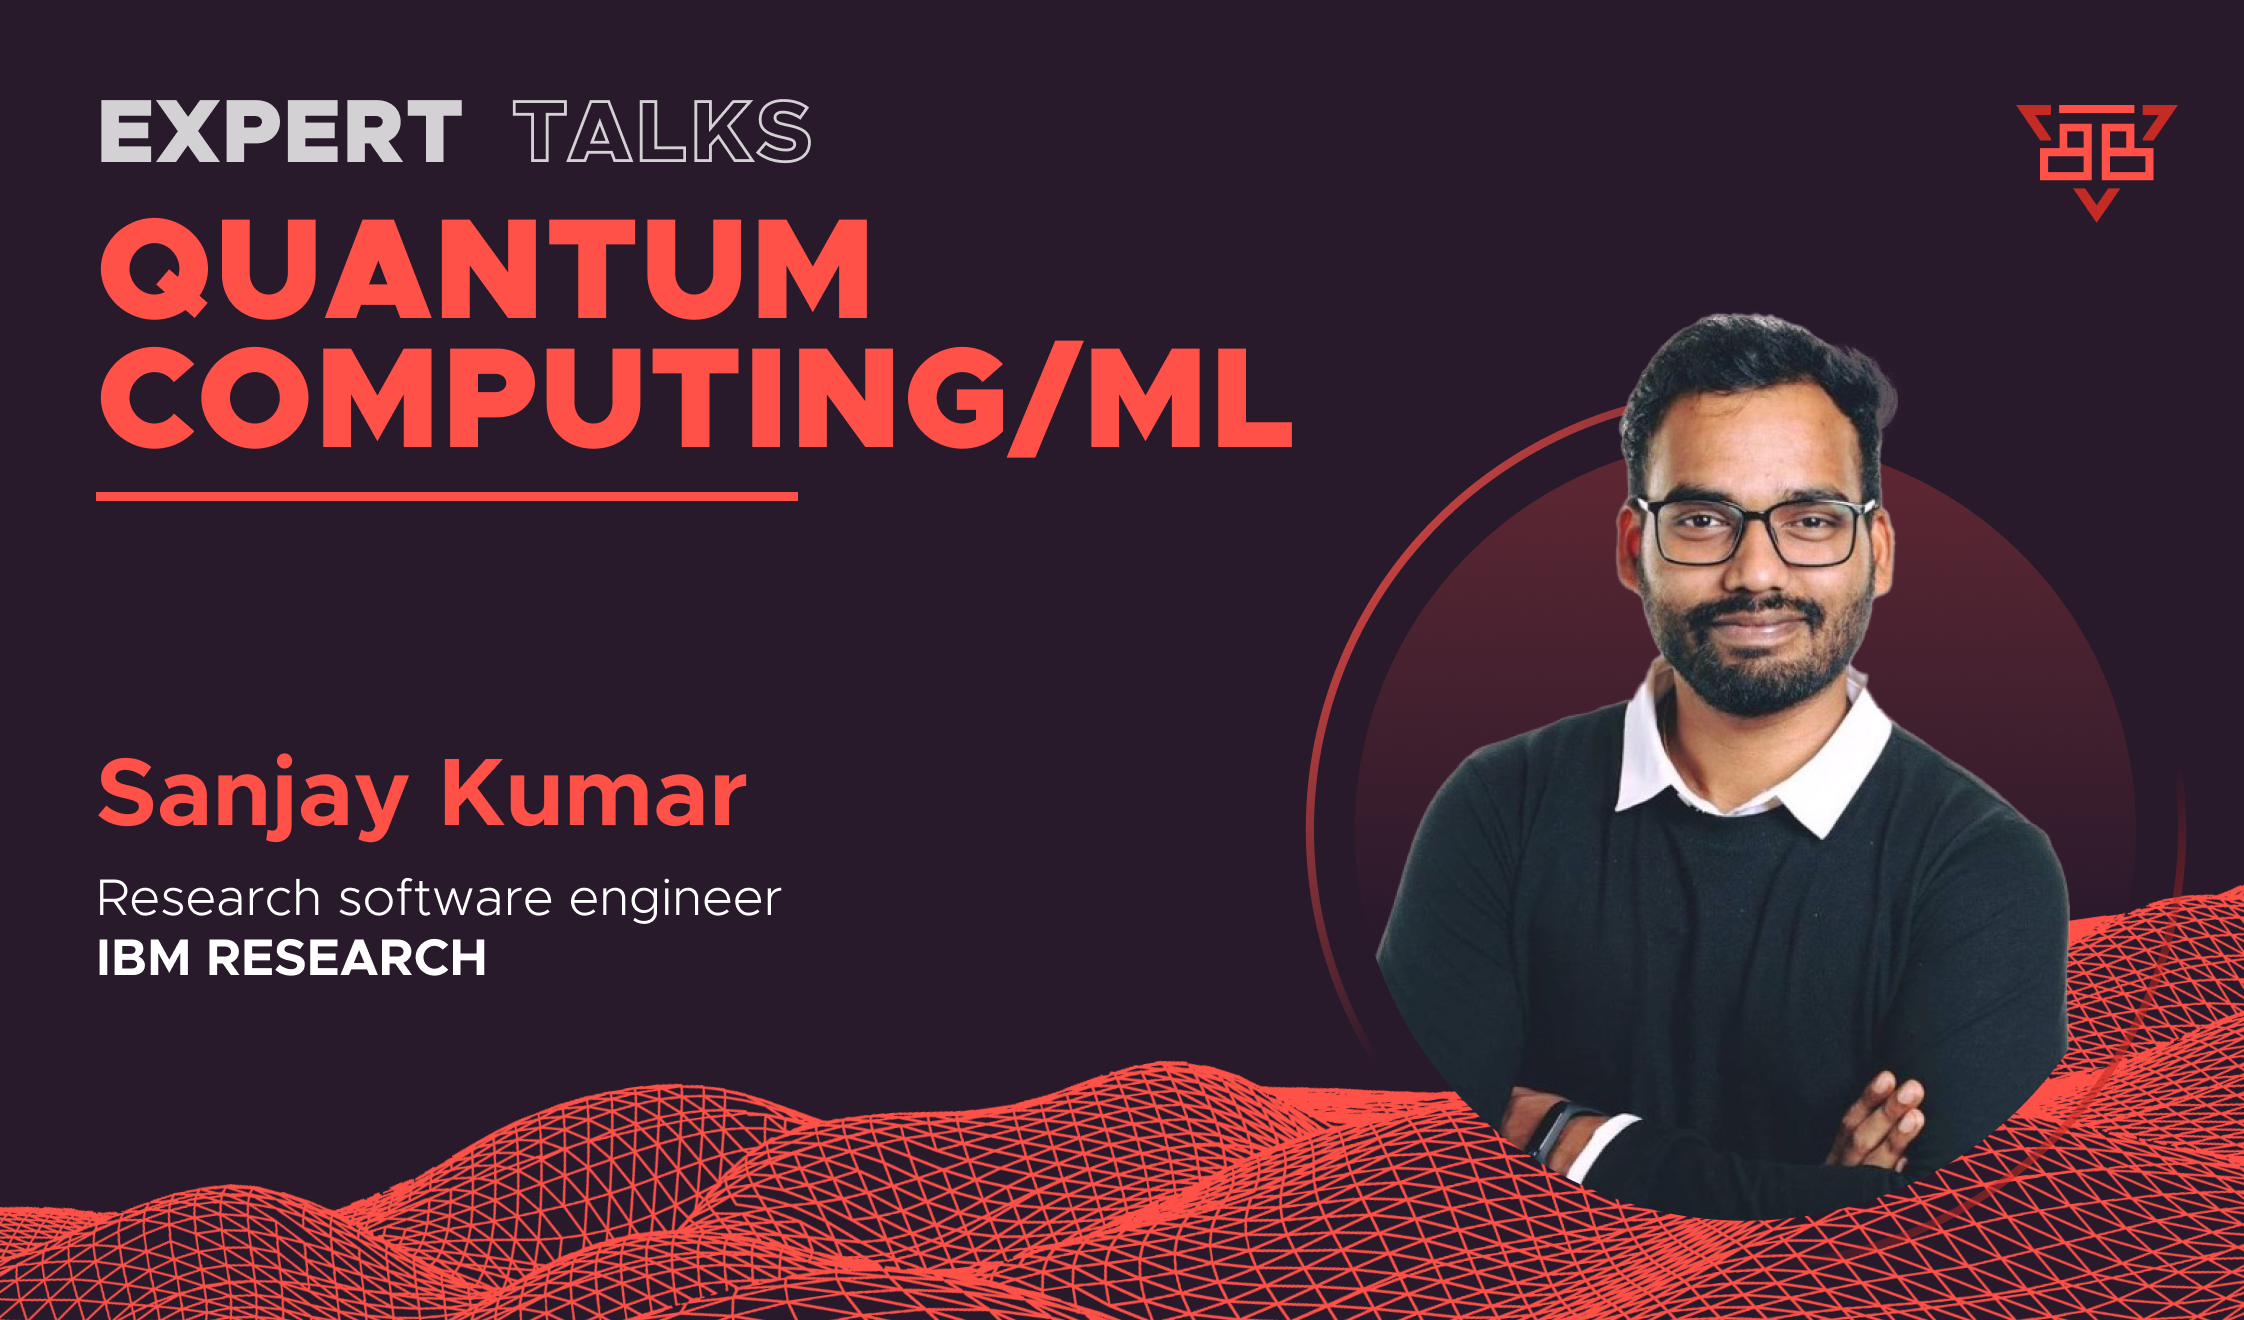 EXPERT TALKS
QUANTUM
COMPUTING/ML
Sanjay Kumar
Research software engineer
IBM RESEARCH